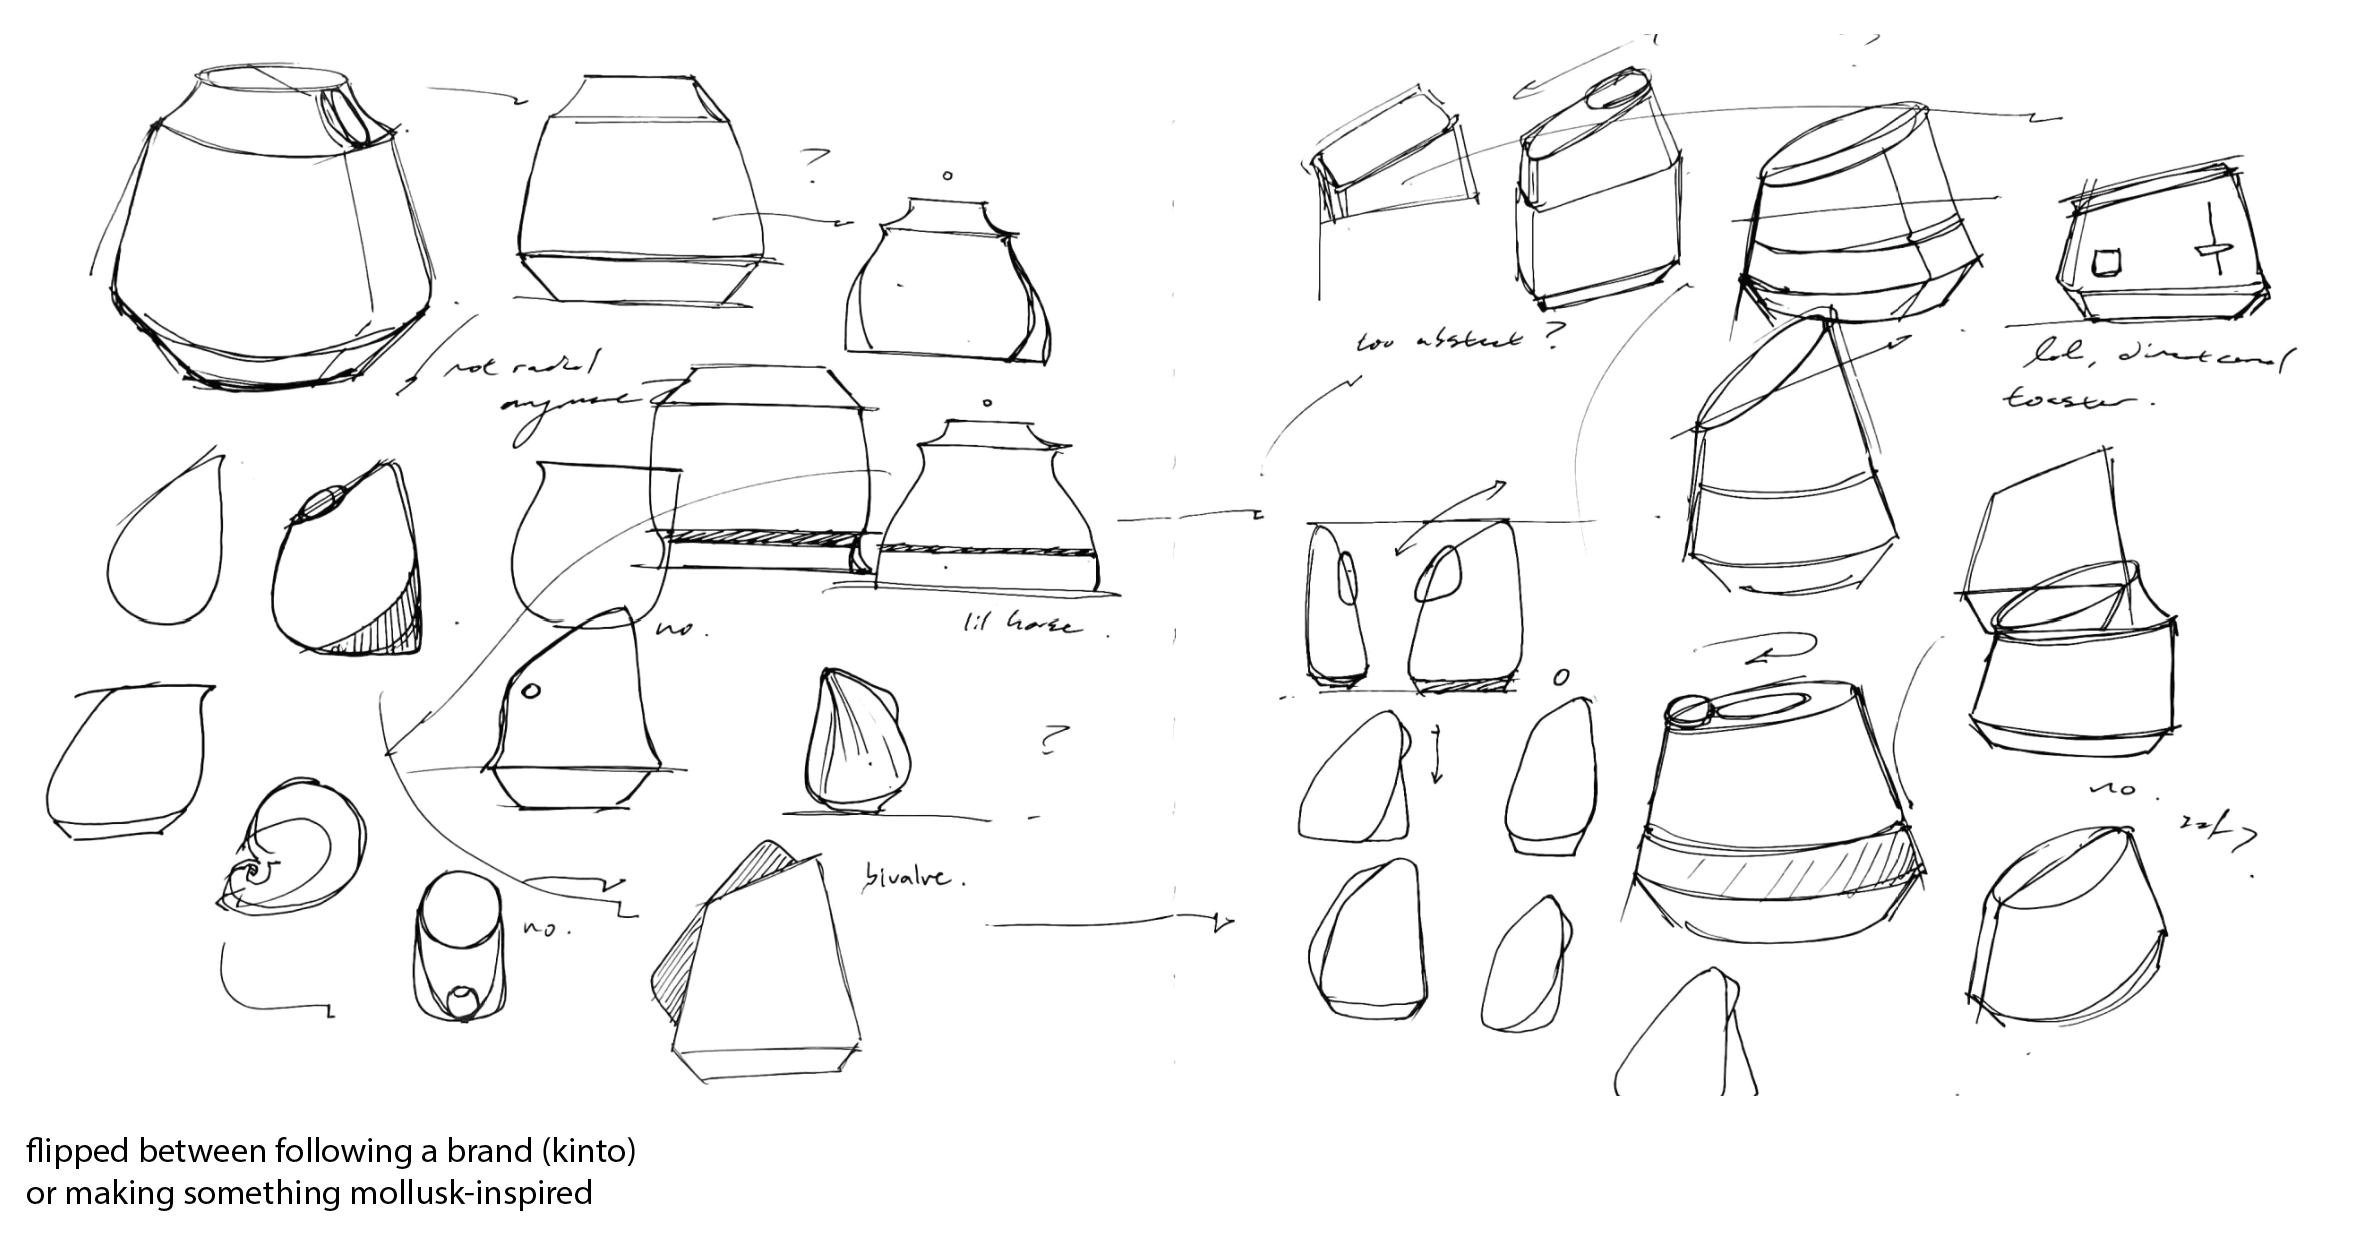 ?
not radial
anymore
no.
lil house.
?
bivalve.
no.
too abstract?
lol, directional
toaster.
no.
flipped between following a brand (kinto)
or making something mollusk-inspired